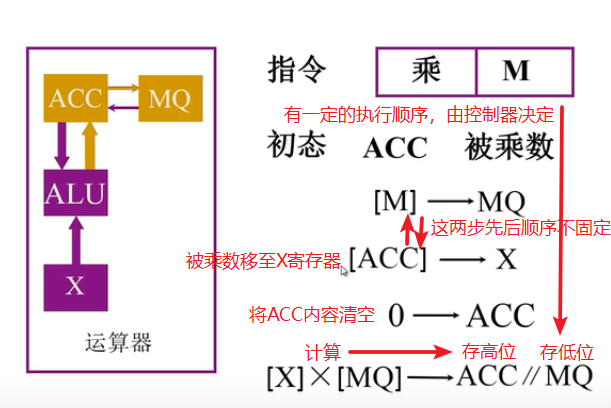 指令 乘 M
有一定的执行顺序，由控制器决定
ACC MQ
初态 ACC 被乘数
ALU
[M] → MQ
这两步先后顺序不固定
被乘数移至X寄存器 [ACC] → X
X
将ACC内容清空 0 → ACC
运算器
计算 存高位 存低位
[X]×[MQ] → ACC∥MQ